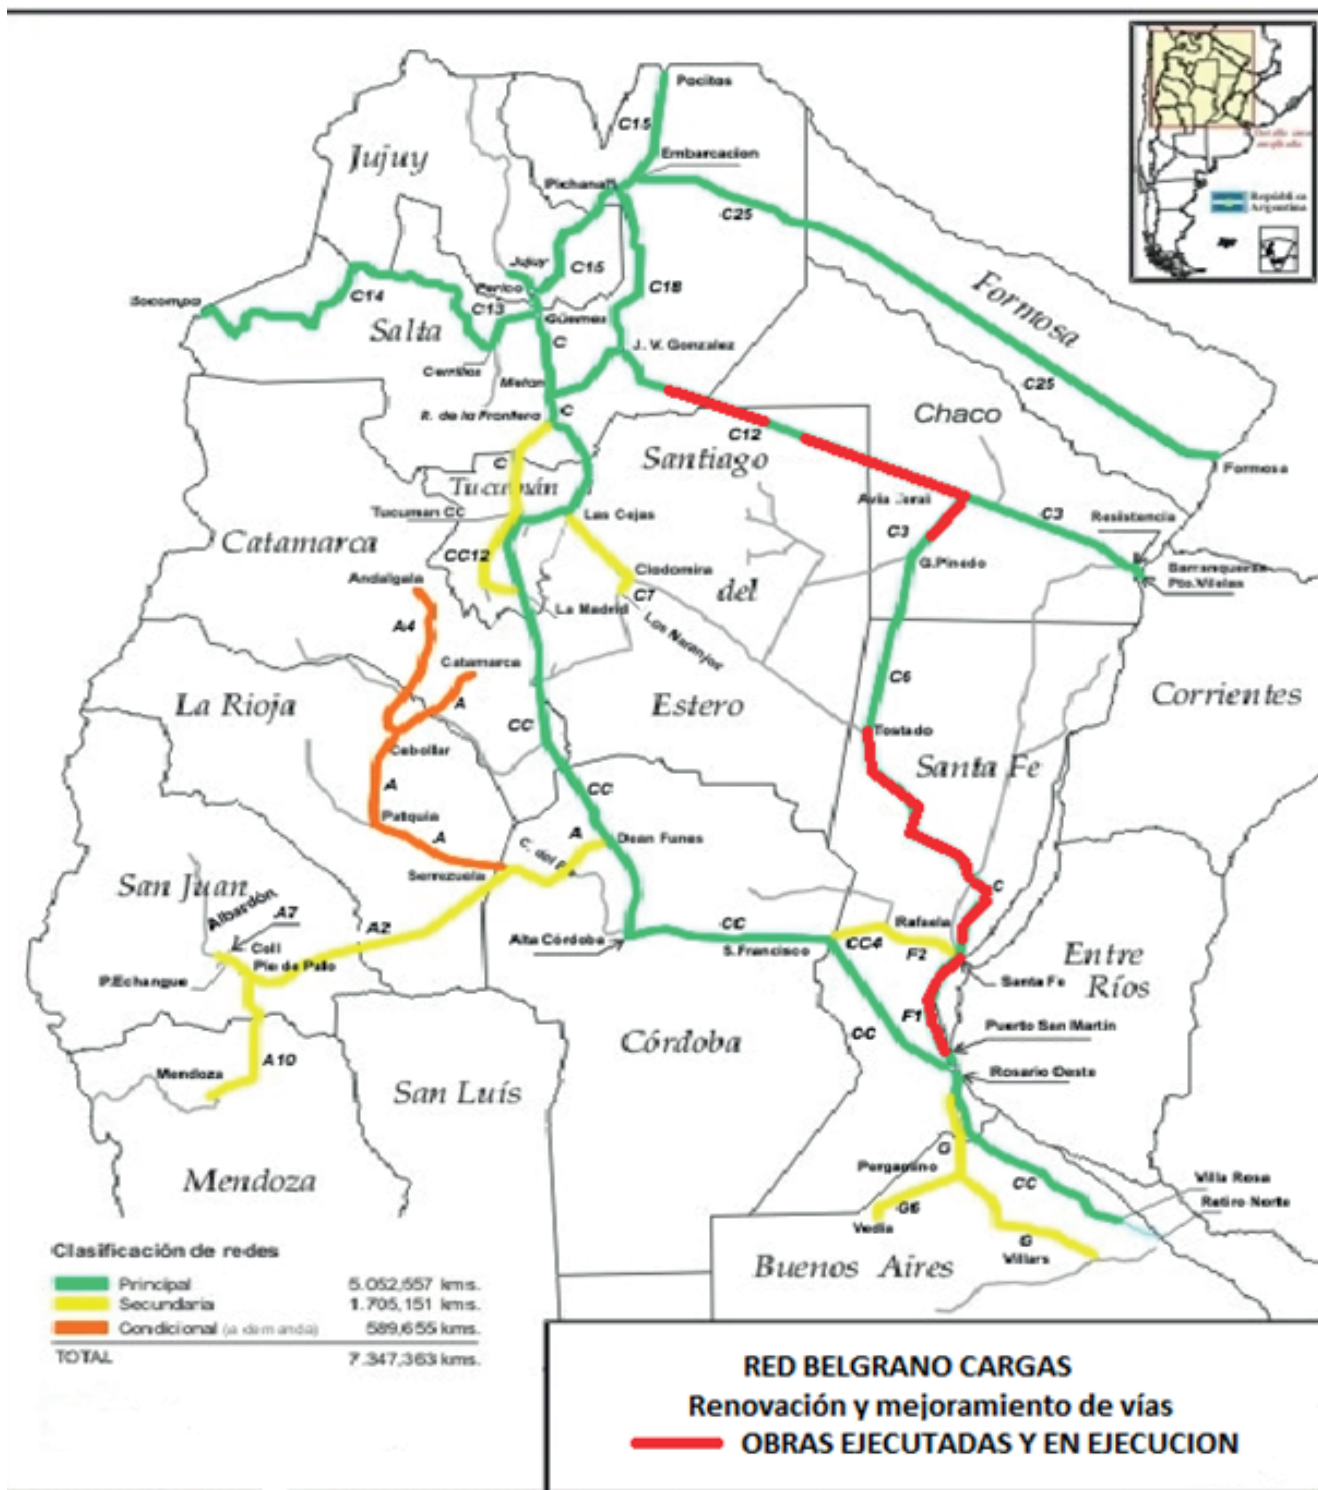 Pocitos
C15
Embarcacion
Jujuy
Pichanal
C25
República
Argentina
Jujuy
C15
Formosa
Perico
C18
Socompa
C14
C13
Güemes
Salta
C
J. V. Gonzalez
Cerrillos
Metan
C25
R. de la Frontera
C
Chaco
C12
Santiago
C
Formosa
Tucumán
Avia Terai
Tucuman CC
Las Cejas
C3
Resistencia
Catamarca
C3
CC12
Clodomira
G.Pinedo
Barranqueras
Andalgala
Pto.Vilelas
del
C7
La Madrid
A4
Los Naranjos
Catamarca
C6
La Rioja
A
Estero
Corrientes
CC
Tostado
Cebollar
Santa Fe
A
CC
Patquia
A
A
Dean Funes
C. del
Serrezuela
San Juan
C
Albardón
A7
Rafaela
A2
CC
Coll
Alta Córdoba
S.Francisco
CC4
F2
Entre
Ríos
Pie de Palo
P.Echangue
Santa Fe
F1
Puerto San Martin
CC
Córdoba
A10
Mendoza
Rosario Oeste
San Luís
G
Pergamino
Mendoza
CC
Villa Rosa
Retiro Norte
G6
Vedia
G
Villars
Buenos Aires
Clasificación de redes
Principal 5.052,557 kms.
Secundaria 1.705,151 kms.
Condicional (a demanda) 589,655 kms.
TOTAL 7.347,363 kms.
RED BELGRANO CARGAS
Renovación y mejoramiento de vías
OBRAS EJECUTADAS Y EN EJECUCION